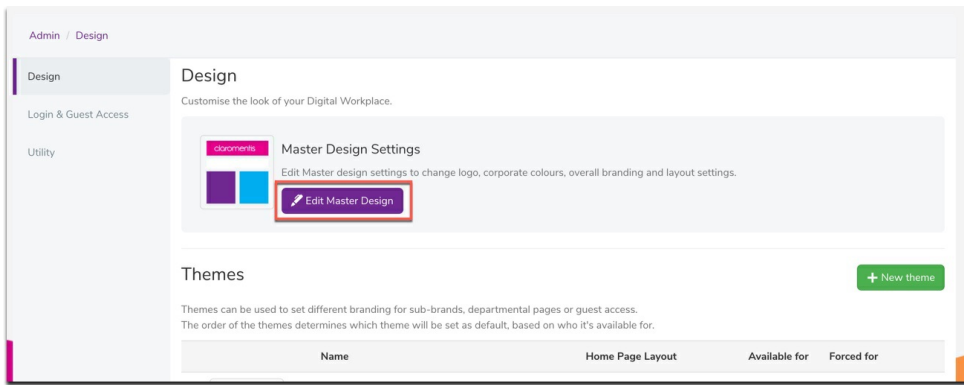 Admin / Design
Design
Login & Guest Access
Utility
Design
Customise the look of your Digital Workplace.
claromentis
Master Design Settings
Edit Master design settings to change logo, corporate colours, overall branding and layout settings.
Edit Master Design
Themes
+ New theme
Themes can be used to set different branding for sub-brands, departmental pages or guest access.
The order of the themes determines which theme will be set as default, based on who it's available for.
Name Home Page Layout Available for Forced for